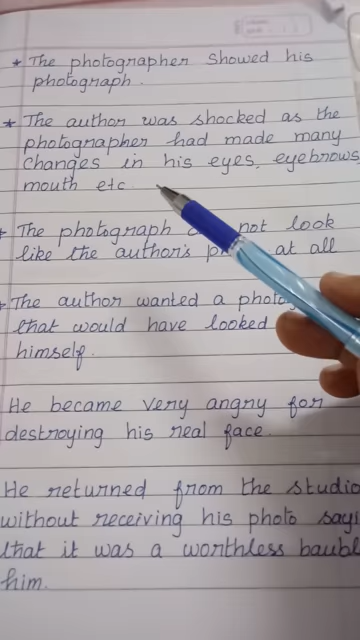 * The photographer showed his
photograph.
* The author was shocked as the
photographer had made many
changes in his eyes, eyebrows,
mouth etc
The photograph not look
like the author's at all
The author wanted a
that would have looked
himself.
He became very angry for
destroying his real face.
He returned from the studio
without receiving his photo
that it was a worthless
him.